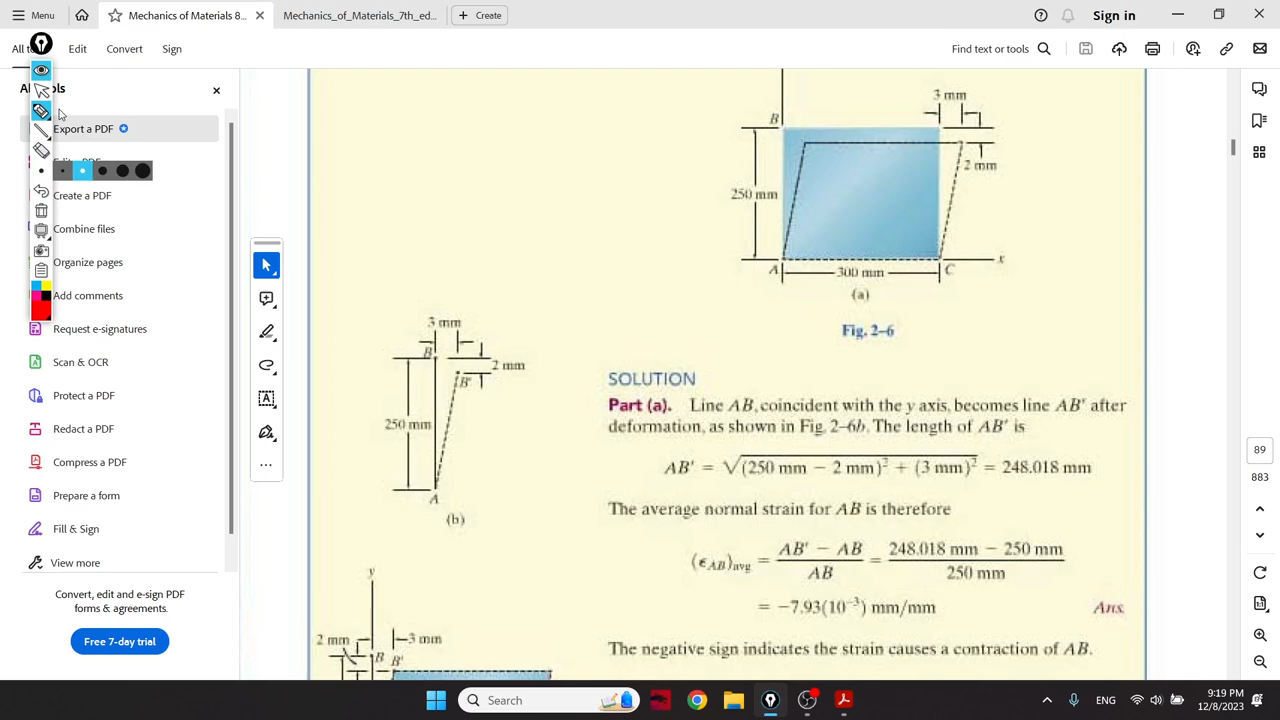 Menu
Mechanics of Materials 8...
Mechanics_of_Materials_7th_ed...
Create
Sign in
Edit
Convert
Sign
Find text or tools
Export a PDF
Create a PDF
Combine files
Organize pages
Add comments
Request e-signatures
Scan & OCR
Protect a PDF
Redact a PDF
Compress a PDF
Prepare a form
Fill & Sign
View more
Convert, edit and e-sign PDF
forms & agreements.
Free 7-day trial
3 mm
B
2 mm
250 mm
A
300 mm
C
x
(a)
Fig. 2–6
3 mm
B
2 mm
B'
250 mm
A
(b)
y
2 mm
3 mm
B
B'
SOLUTION
Part (a). Line AB, coincident with the y axis, becomes line AB' after
deformation, as shown in Fig. 2–6b. The length of AB' is
AB' = √(250 mm − 2 mm)² + (3 mm)² = 248.018 mm
The average normal strain for AB is therefore
(ϵAB)avg = AB' − AB / AB = 248.018 mm − 250 mm / 250 mm
= −7.93(10⁻³) mm/mm
Ans.
The negative sign indicates the strain causes a contraction of AB.
89
883
Search
ENG
9:19 PM
12/8/2023